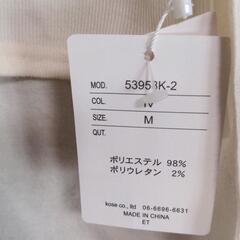 MOD. 53953K-2
COL. IV
SIZE. M
QUT.
ポリエステル 98%
ポリウレタン 2%
kose co., ltd 06-6696-6631
MADE IN CHINA
ET